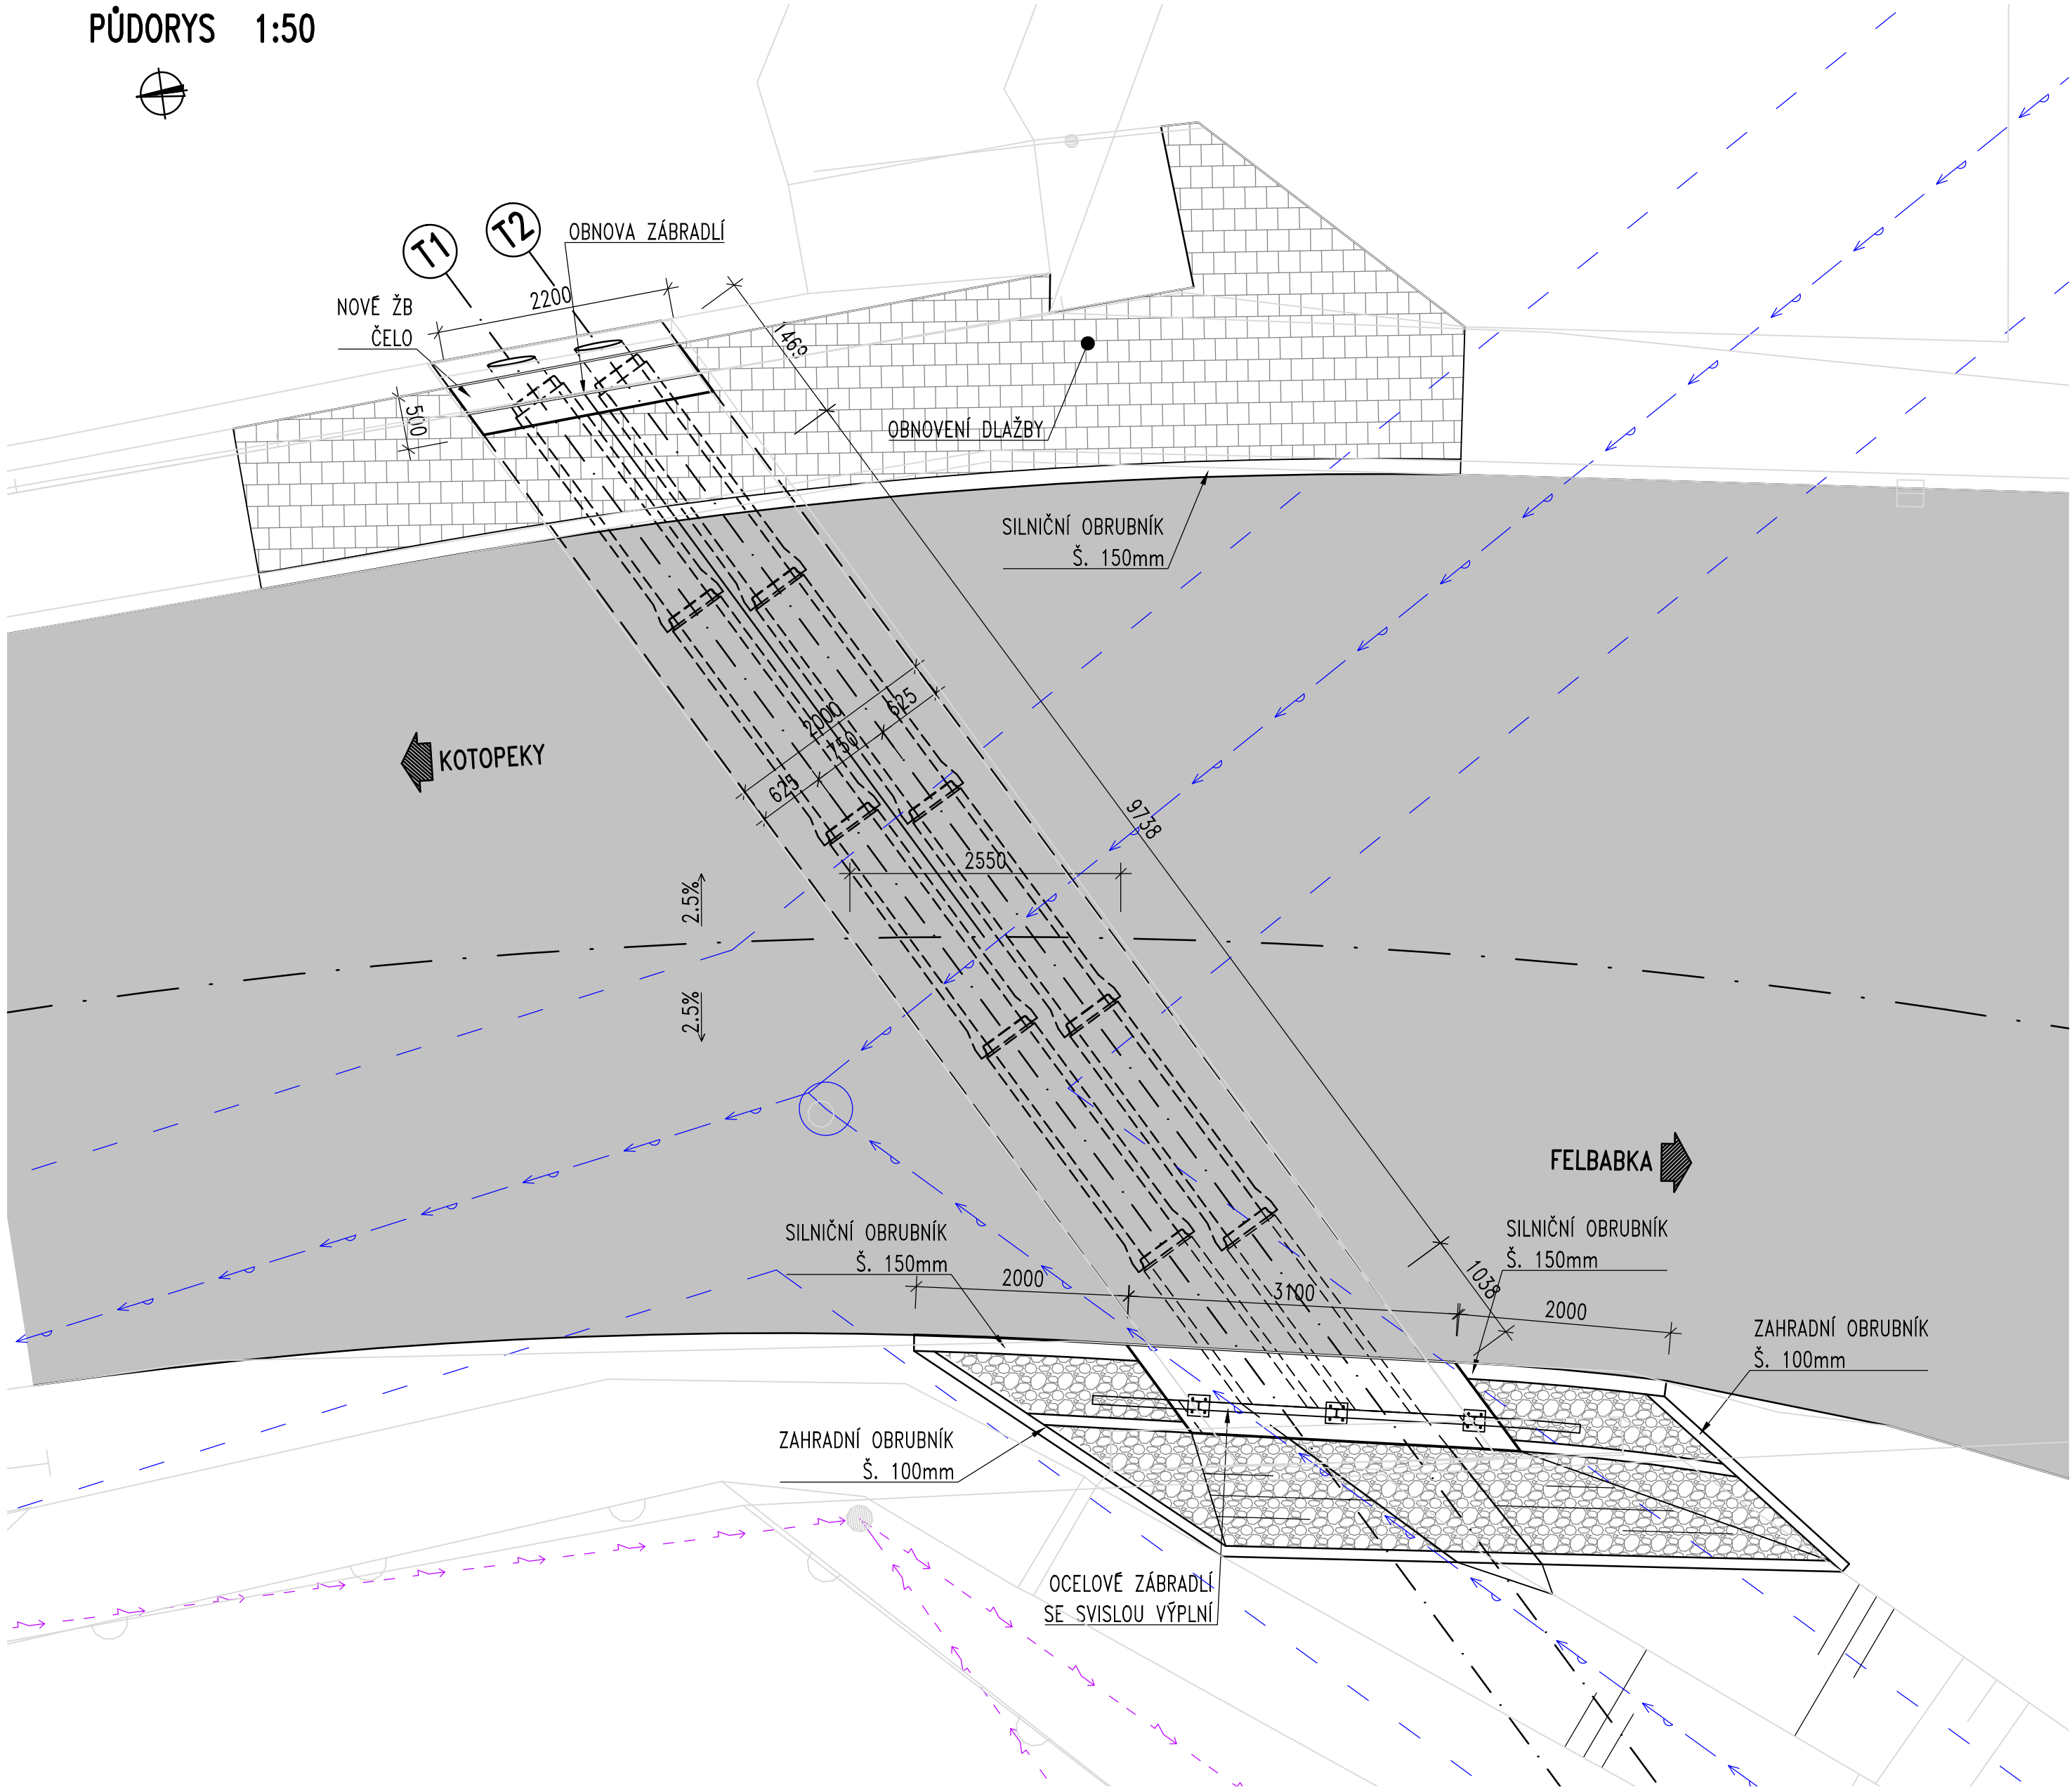 PŮDORYS 1:50
T1
T2
OBNOVA ZÁBRADLÍ
2200
NOVÉ ŽB
ČELO
1469
500
OBNOVENÍ DLAŽBY
SILNIČNÍ OBRUBNÍK
Š. 150mm
2000
625
750
625
KOTOPEKY
9738
2550
2.5%
2.5%
FELBABKA
SILNIČNÍ OBRUBNÍK
Š. 150mm
SILNIČNÍ OBRUBNÍK
Š. 150mm
2000
3100
1038
2000
ZAHRADNÍ OBRUBNÍK
Š. 100mm
ZAHRADNÍ OBRUBNÍK
Š. 100mm
OCELOVÉ ZÁBRADLÍ
SE SVISLOU VÝPLNÍ